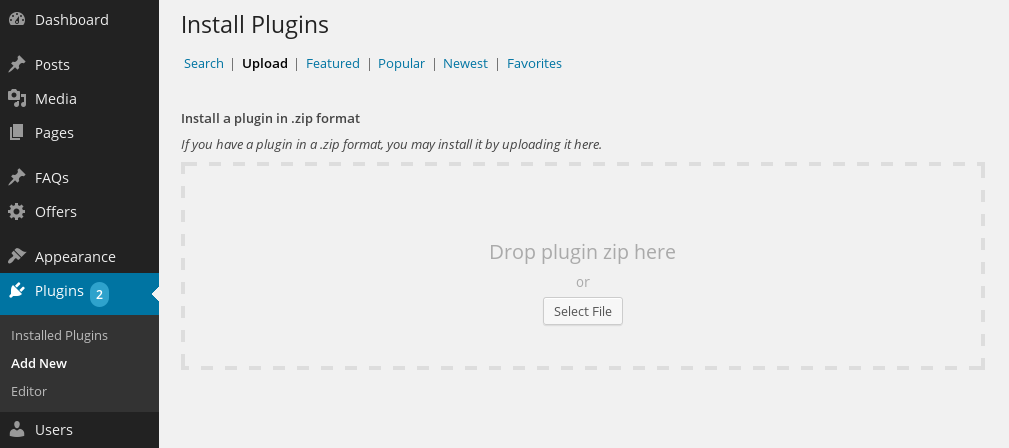 Dashboard
Posts
Media
Pages
FAQs
Offers
Appearance
Plugins 2
Installed Plugins
Add New
Editor
Users
Install Plugins
Search | Upload | Featured | Popular | Newest | Favorites
Install a plugin in .zip format
If you have a plugin in a .zip format, you may install it by uploading it here.
Drop plugin zip here
or
Select File